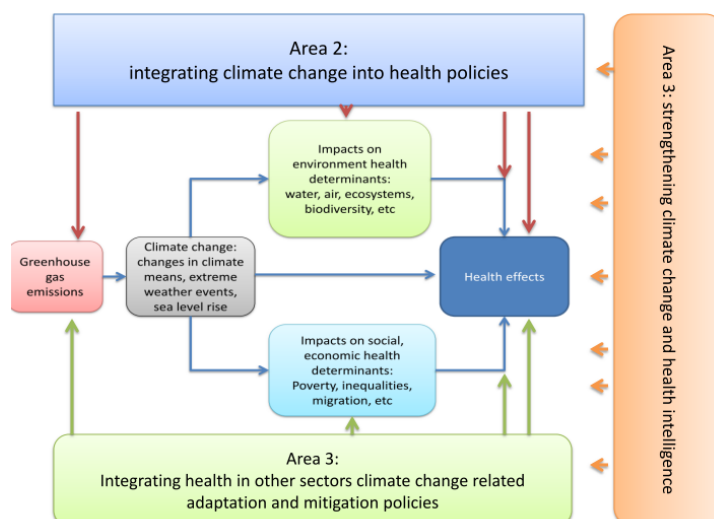 Area 2:
integrating climate change into health policies
Impacts on
environment health
determinants:
water, air, ecosystems,
biodiversity, etc
Greenhouse
gas
emissions
Climate change:
changes in climate
means, extreme
weather events,
sea level rise
Health effects
Impacts on social,
economic health
determinants:
Poverty, inequalities,
migration, etc
Area 3:
Integrating health in other sectors climate change related
adaptation and mitigation policies
Area 3: strengthening climate change and health intelligence